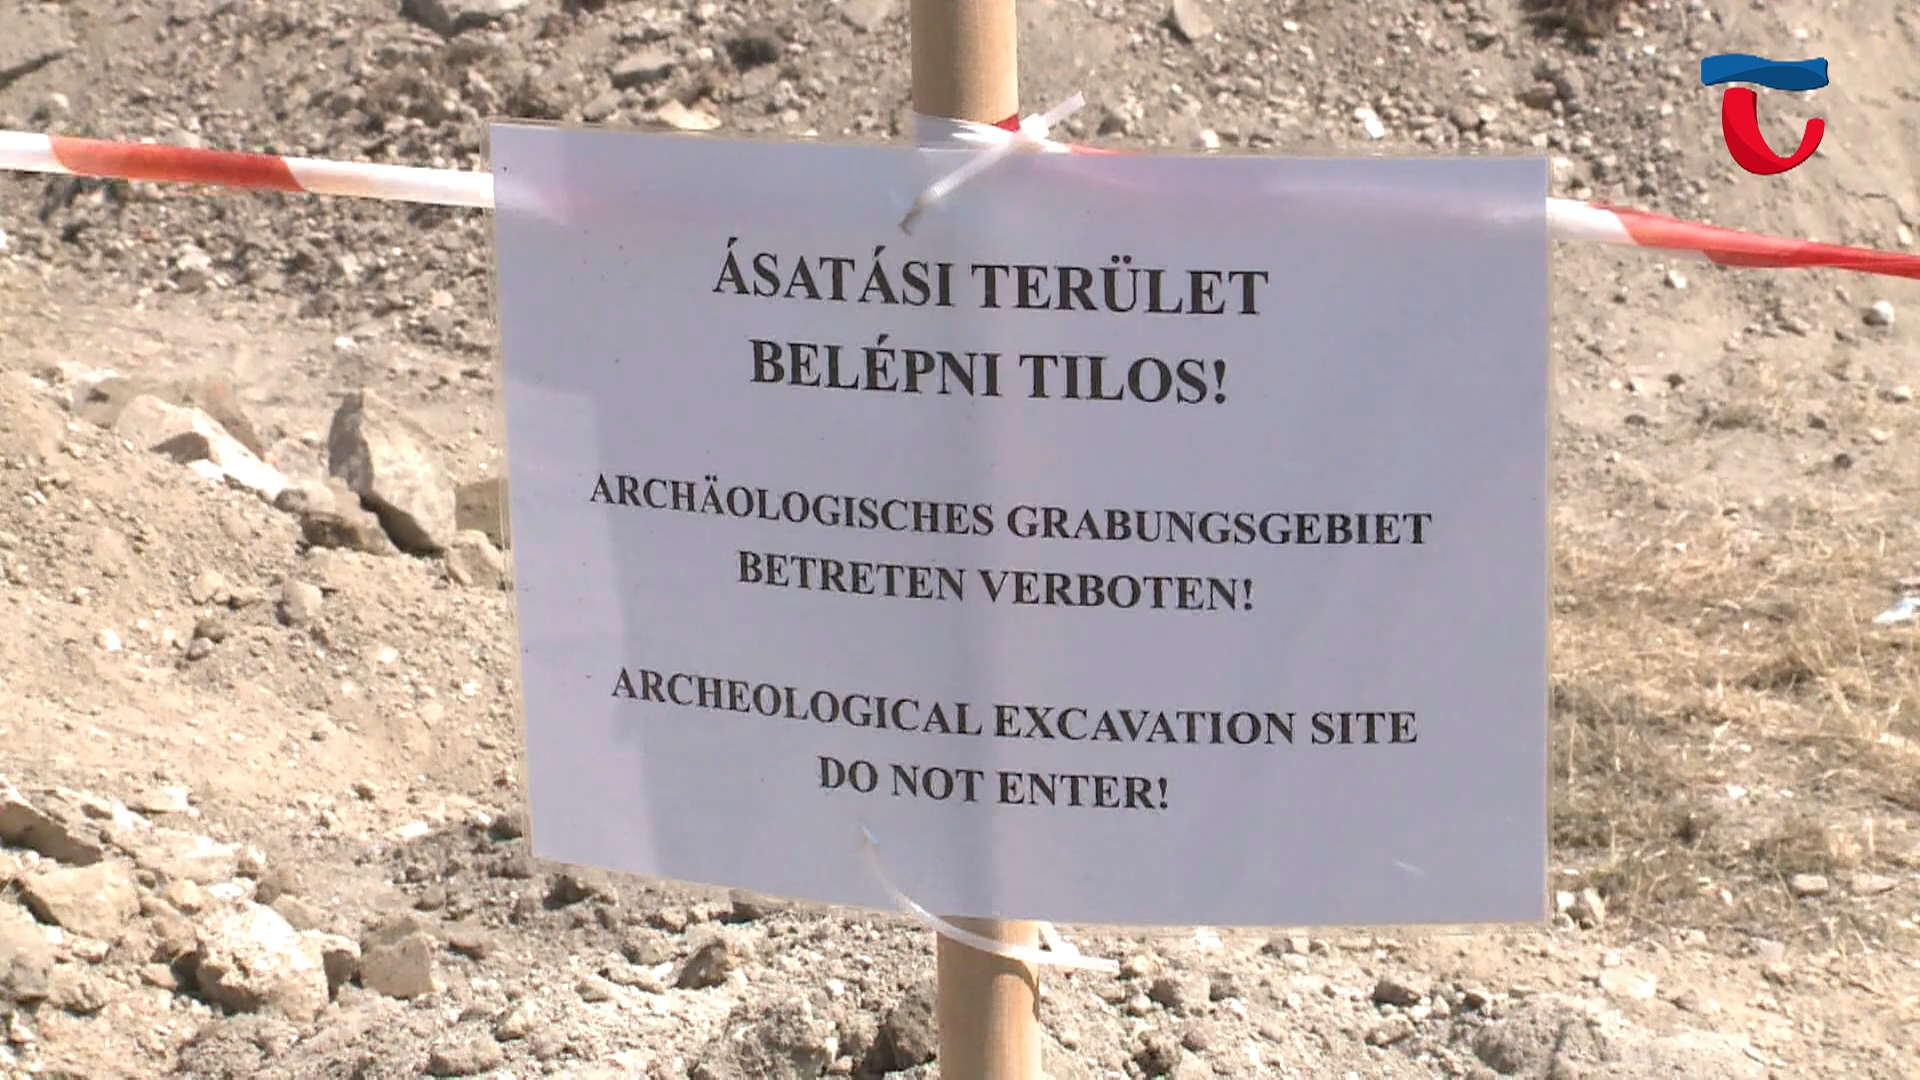 ÁSATÁSI TERÜLET
BELÉPNI TILOS!
ARCHÄOLOGISCHES GRABUNGSGEBIET
BETRETEN VERBOTEN!
ARCHEOLOGICAL EXCAVATION SITE
DO NOT ENTER!